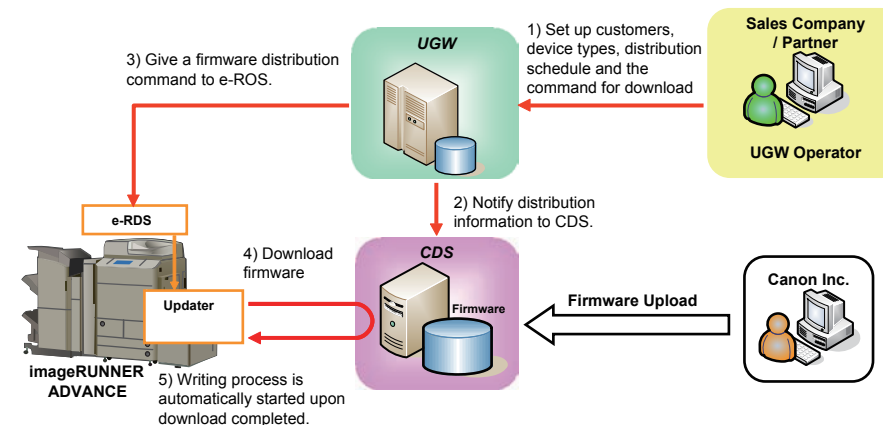 UGW
1) Set up customers,
device types, distribution
schedule and the
command for download
Sales Company
/ Partner
UGW Operator
3) Give a firmware distribution
command to e-ROS.
2) Notify distribution
information to CDS.
e-RDS
Updater
4) Download
firmware
CDS
Firmware
Firmware Upload
Canon Inc.
imageRUNNER
ADVANCE
5) Writing process is
automatically started upon
download completed.